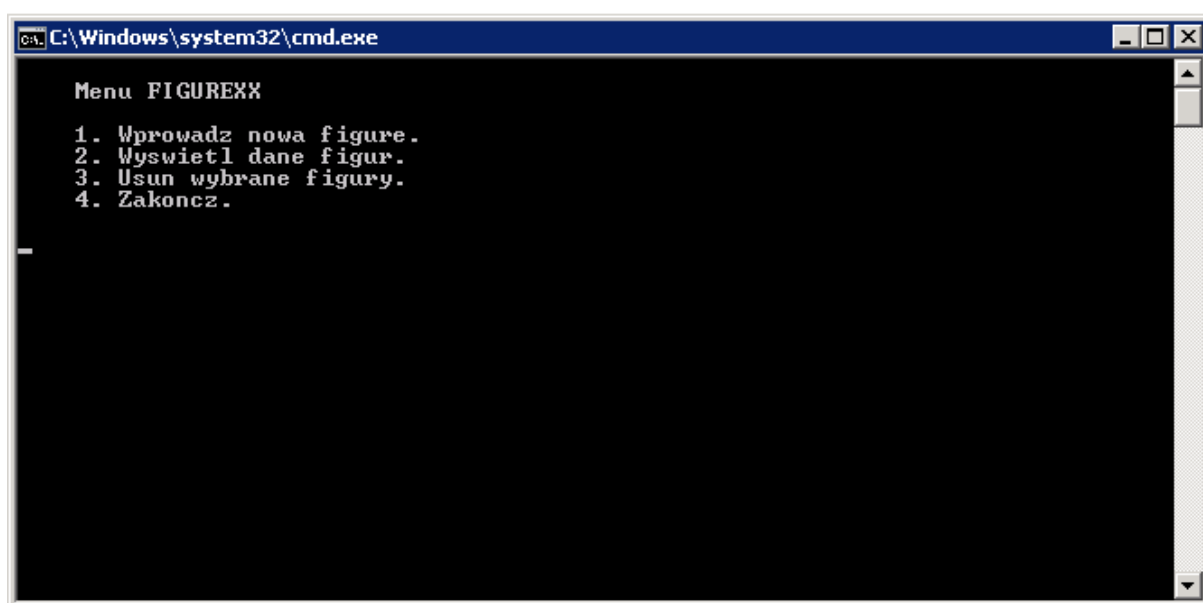 C:\Windows\system32\cmd.exe
Menu FIGUREXX
1. Wprowadz nowa figure.
2. Wyswietl dane figur.
3. Usun wybrane figury.
4. Zakoncz.